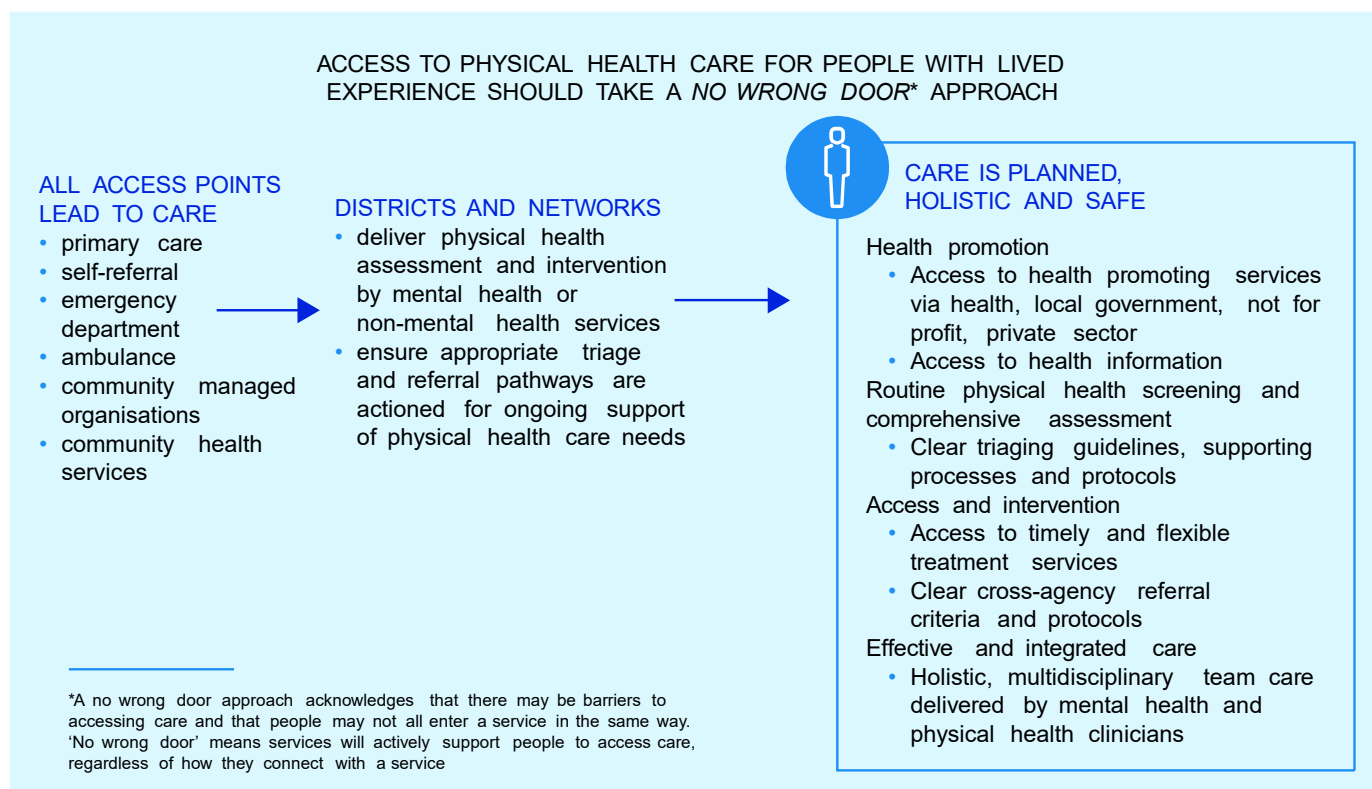 ACCESS TO PHYSICAL HEALTH CARE FOR PEOPLE WITH LIVED
EXPERIENCE SHOULD TAKE A NO WRONG DOOR* APPROACH
ALL ACCESS POINTS
LEAD TO CARE
• primary care
• self-referral
• emergency
department
• ambulance
• community managed
organisations
• community health
services
DISTRICTS AND NETWORKS
• deliver physical health
assessment and intervention
by mental health or
non-mental health services
• ensure appropriate triage
and referral pathways are
actioned for ongoing support
of physical health care needs
CARE IS PLANNED,
HOLISTIC AND SAFE
Health promotion
• Access to health promoting services
via health, local government, not for
profit, private sector
• Access to health information
Routine physical health screening and
comprehensive assessment
• Clear triaging guidelines, supporting
processes and protocols
Access and intervention
• Access to timely and flexible
treatment services
• Clear cross-agency referral
criteria and protocols
Effective and integrated care
• Holistic, multidisciplinary team care
delivered by mental health and
physical health clinicians
*A no wrong door approach acknowledges that there may be barriers to
accessing care and that people may not all enter a service in the same way.
‘No wrong door’ means services will actively support people to access care,
regardless of how they connect with a service